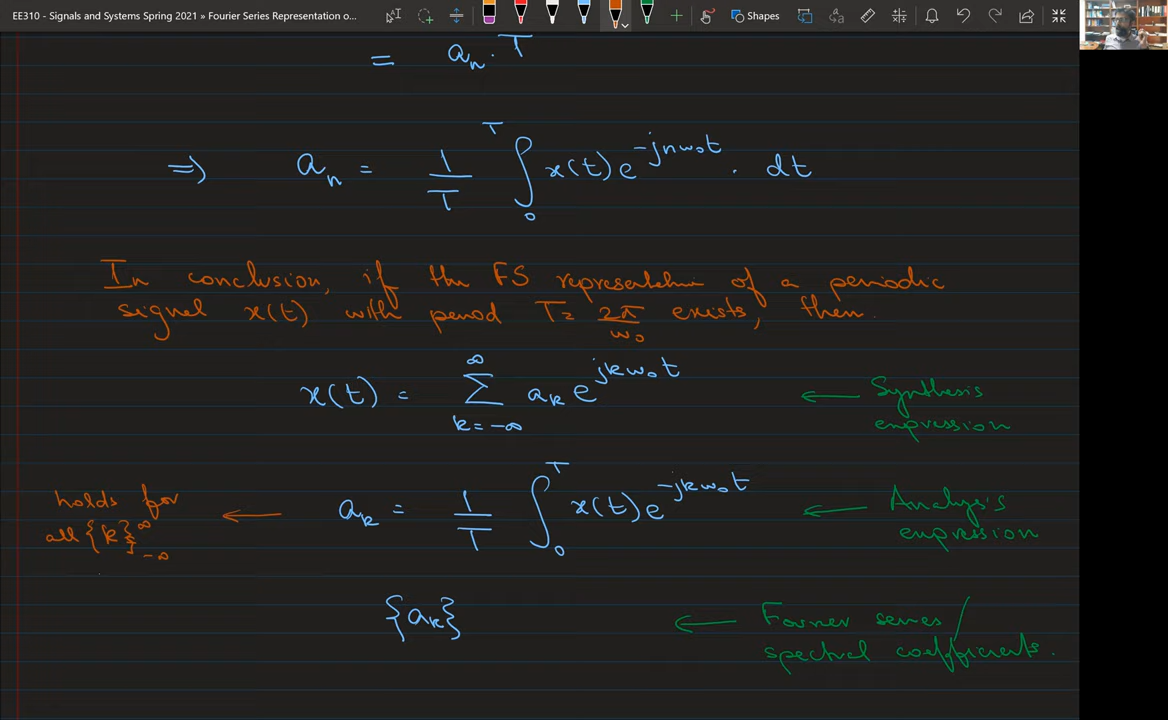 EE310 - Signals and Systems Spring 2021 » Fourier Series Representation o...
Shapes
= aₙ · T
⇒ aₙ = 1/T ∫₀ᵀ x(t) e^{-jnω₀t} · dt
In conclusion, if the FS representation of a periodic
signal x(t) with period T = 2π/ω₀ exists, then
x(t) = ∑_{k=-∞}^{∞} aₖ e^{jkω₀t} ← Synthesis
expression
holds for
all {k}_{-∞}^{∞} ← aₖ = 1/T ∫₀ᵀ x(t) e^{-jkω₀t} ← Analysis
expression
{aₖ} ← Fourier series/
spectral coefficients.